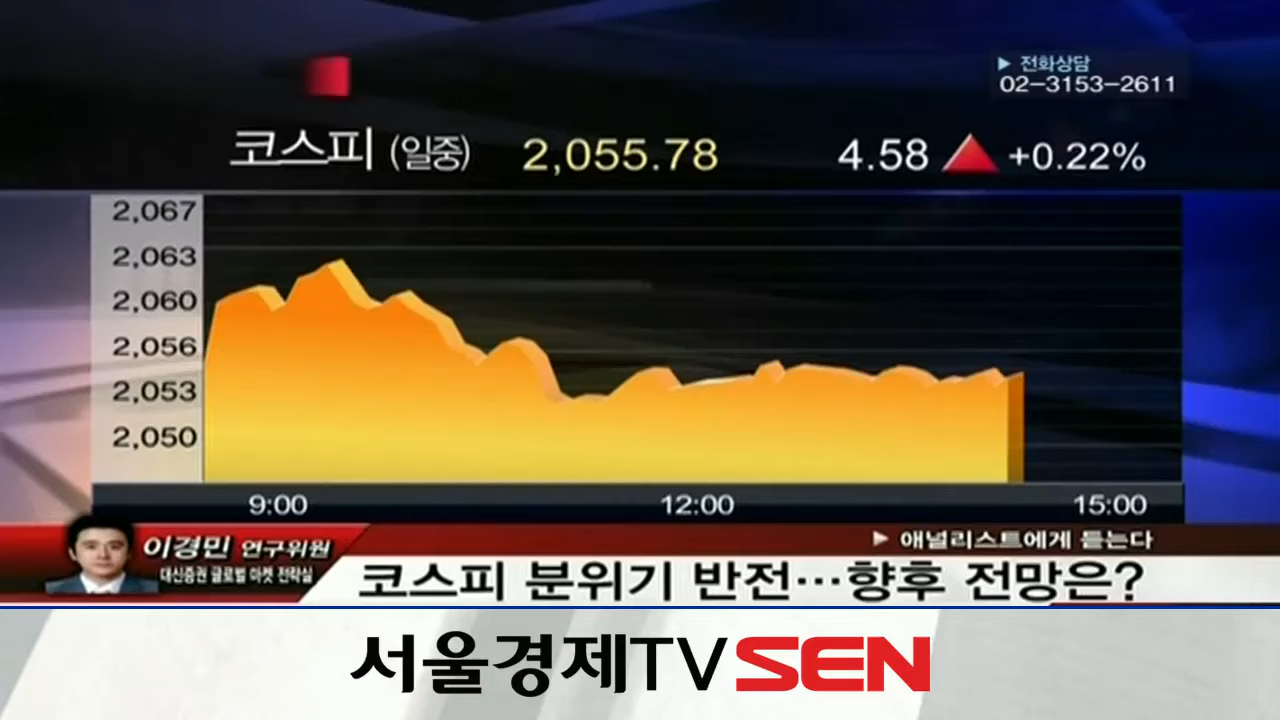 ▶ 전화상담
02-3153-2611
코스피 (일중) 2,055.78 4.58 ▲ +0.22%
2,067
2,063
2,060
2,056
2,053
2,050
9:00 12:00 15:00
이경민 연구위원
대신증권 글로벌 마켓 전략실
▶ 애널리스트에게 듣는다
코스피 분위기 반전…향후 전망은?
서울경제TV SEN